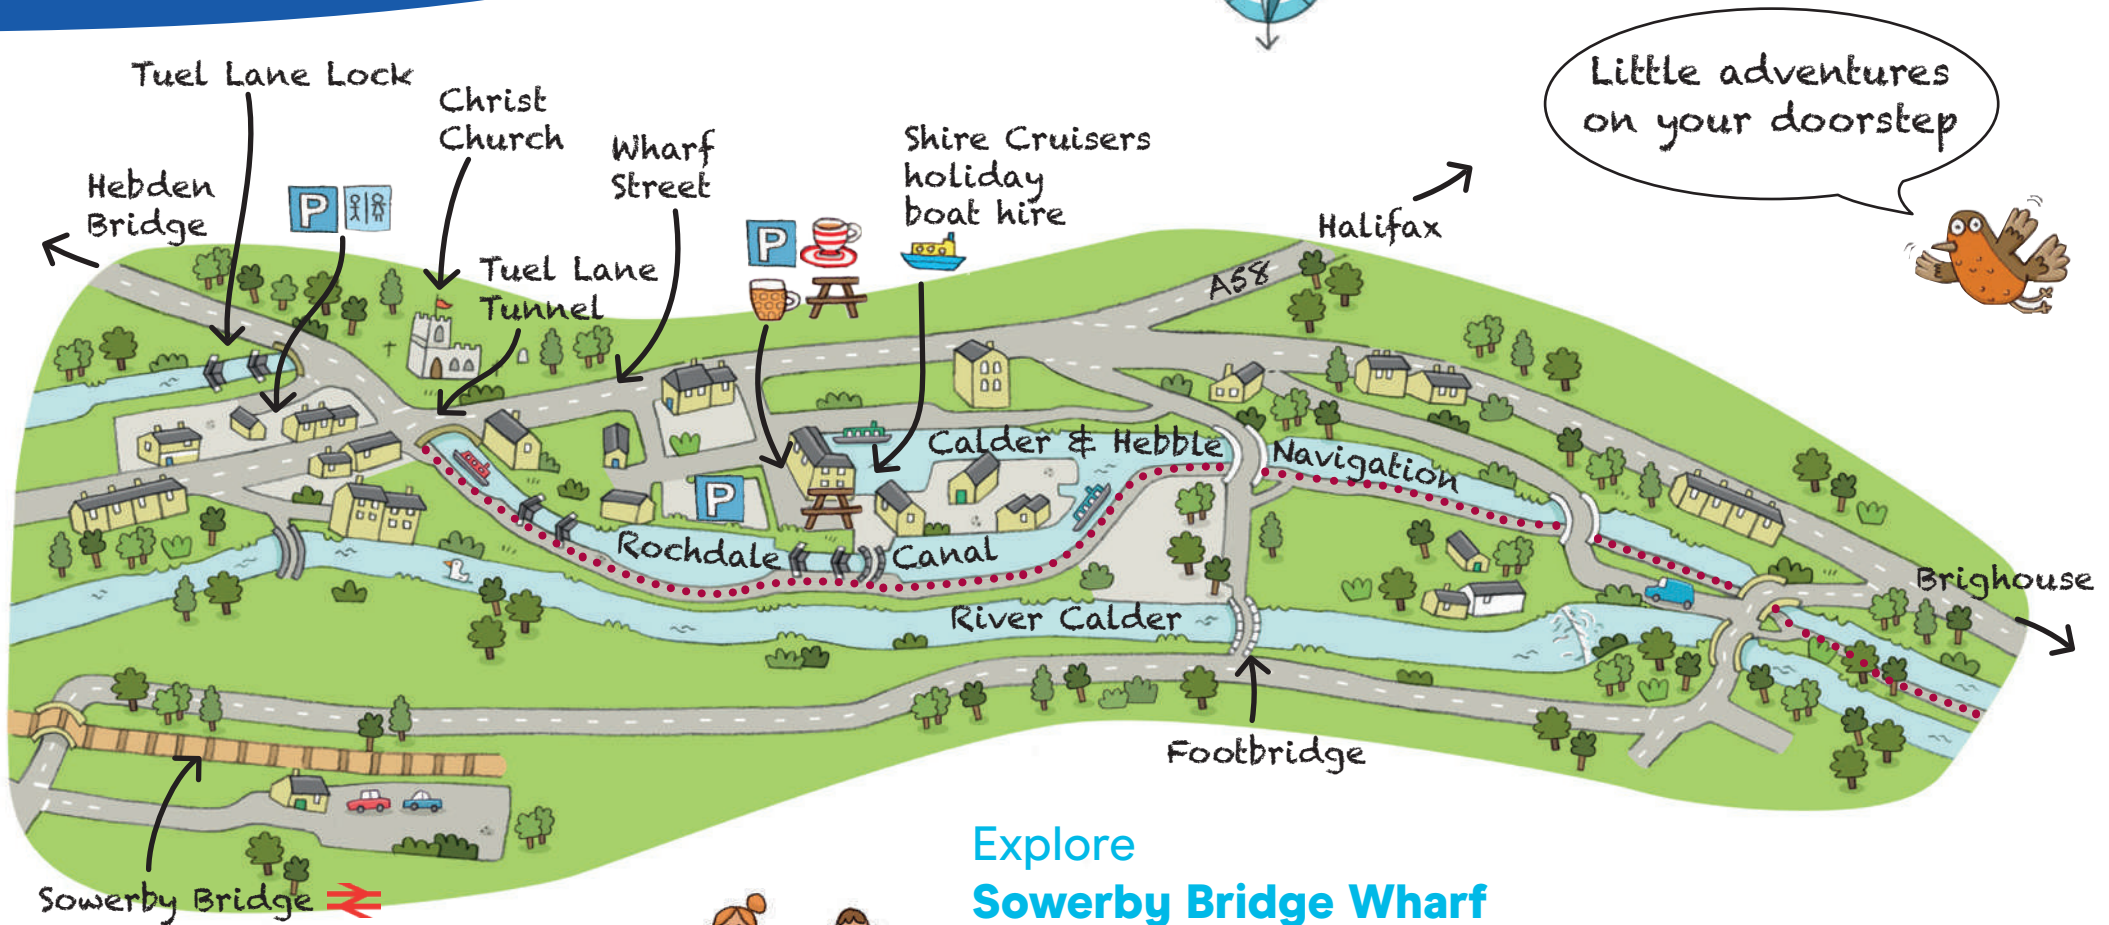 Tuel Lane Lock
Christ
Church
Wharf
Street
Shire Cruisers
holiday
boat hire
Little adventures
on your doorstep
Hebden
Bridge
P
Tuel Lane
Tunnel
P
Halifax
A58
Calder & Hebble
Navigation
P
Rochdale
Canal
River Calder
Brighouse
Footbridge
Sowerby Bridge
Explore
Sowerby Bridge Wharf